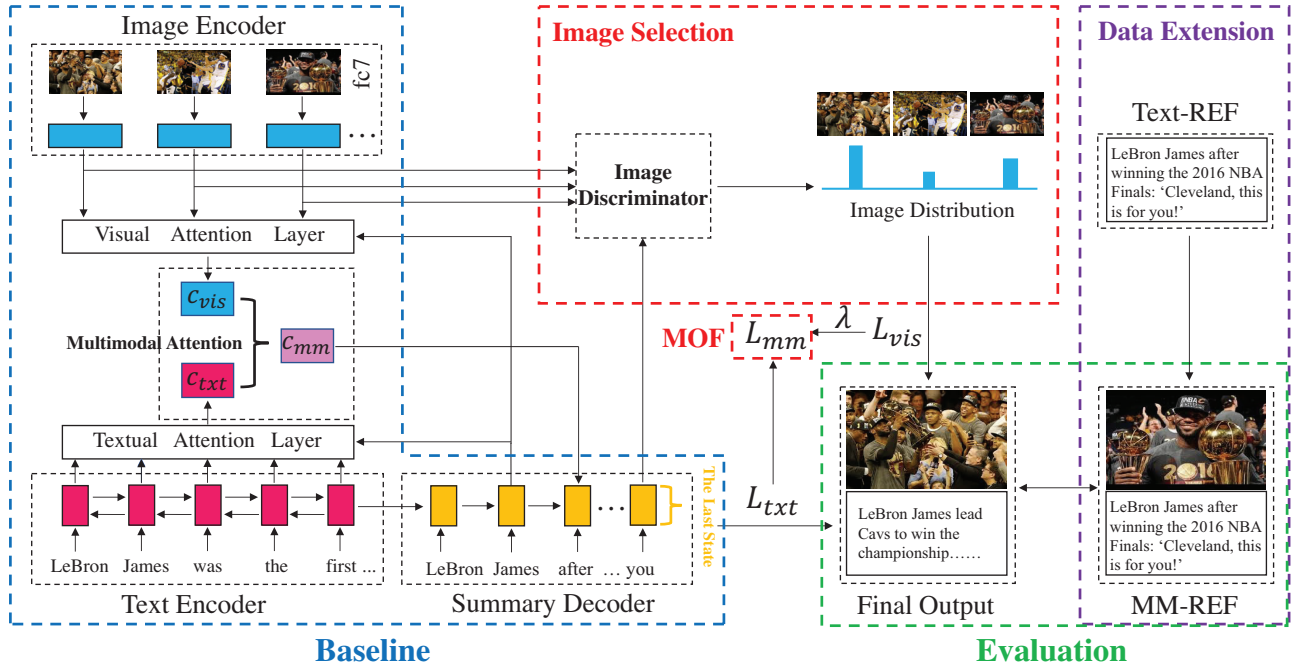 Image Encoder
fc7
...
Visual Attention Layer
c_vis
Multimodal Attention
c_mm
c_txt
Textual Attention Layer
LeBron James was the first ...
Text Encoder
...
The Last State
LeBron James after ... you
Summary Decoder
Baseline
Image Selection
Image
Discriminator
2016
Image Distribution
MOF
L_mm
λ
L_vis
L_txt
Data Extension
Text-REF
LeBron James after
winning the 2016 NBA
Finals: ‘Cleveland, this
is for you!’
LeBron James lead
Cavs to win the
championship……
Final Output
NBA
2016
LeBron James after
winning the 2016 NBA
Finals: ‘Cleveland, this
is for you!’
MM-REF
Evaluation